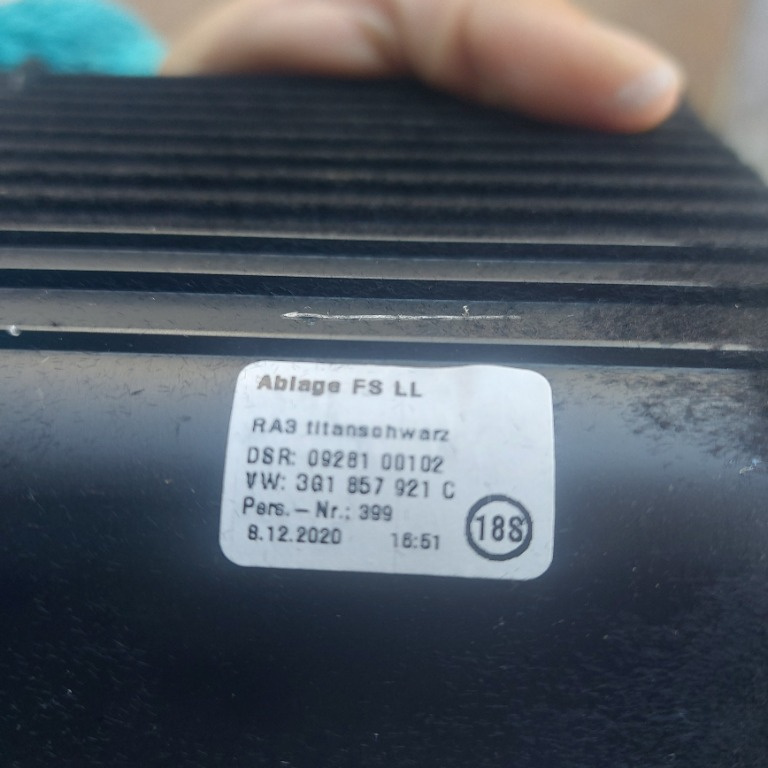 Ablage FS LL
RA3 titanschwarz
DSR: 09281 00102
VW: 3G1 857 921 C
Pers.-Nr.: 399
8.12.2020 16:51
18S